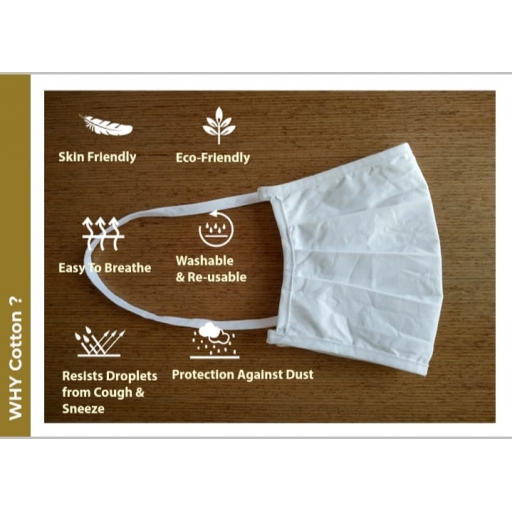 WHY Cotton ?
Skin Friendly
Eco-Friendly
Easy To Breathe
Washable
& Re-usable
Resists Droplets
from Cough &
Sneeze
Protection Against Dust